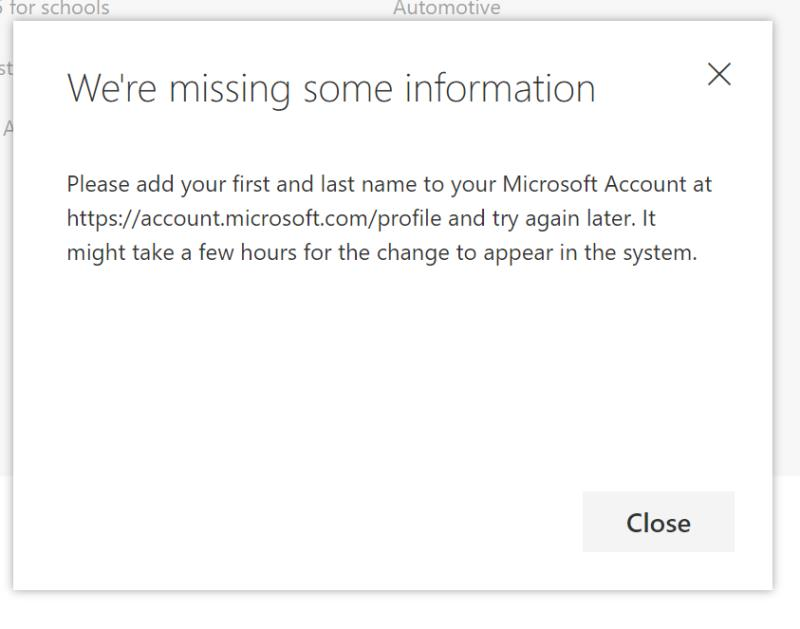 for schools
Automotive
st
A
We're missing some information
Please add your first and last name to your Microsoft Account at
https://account.microsoft.com/profile and try again later. It
might take a few hours for the change to appear in the system.
Close